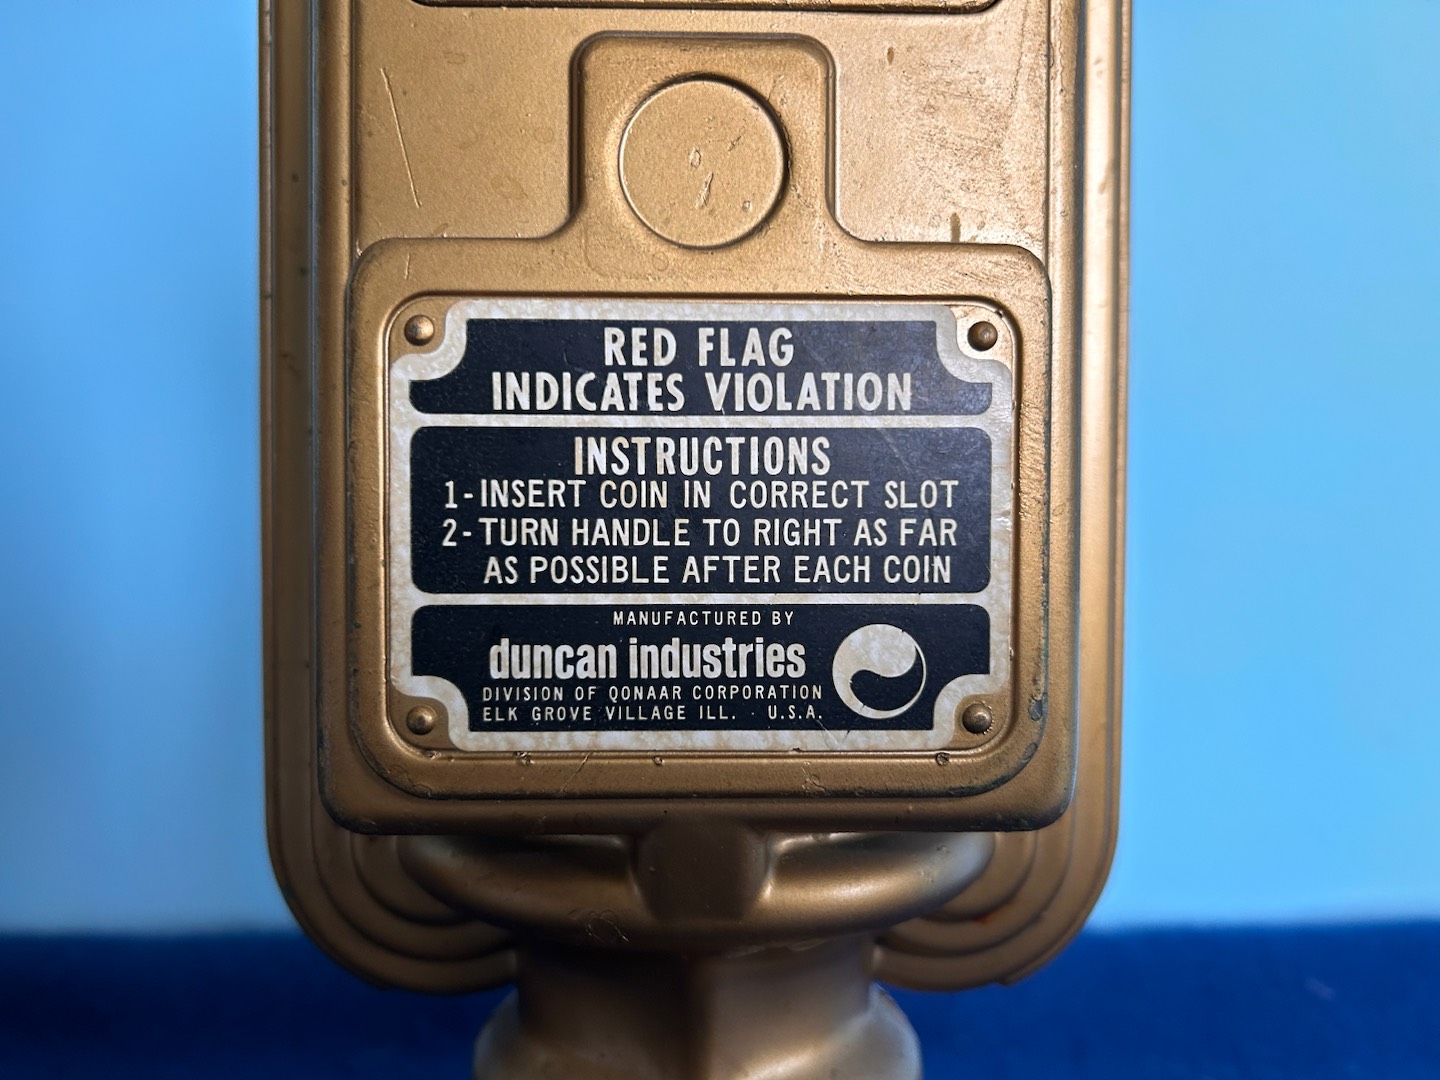 RED FLAG
INDICATES VIOLATION
INSTRUCTIONS
1-INSERT COIN IN CORRECT SLOT
2-TURN HANDLE TO RIGHT AS FAR
AS POSSIBLE AFTER EACH COIN
MANUFACTURED BY
duncan industries
DIVISION OF QONAAR CORPORATION
ELK GROVE VILLAGE ILL. · U.S.A.